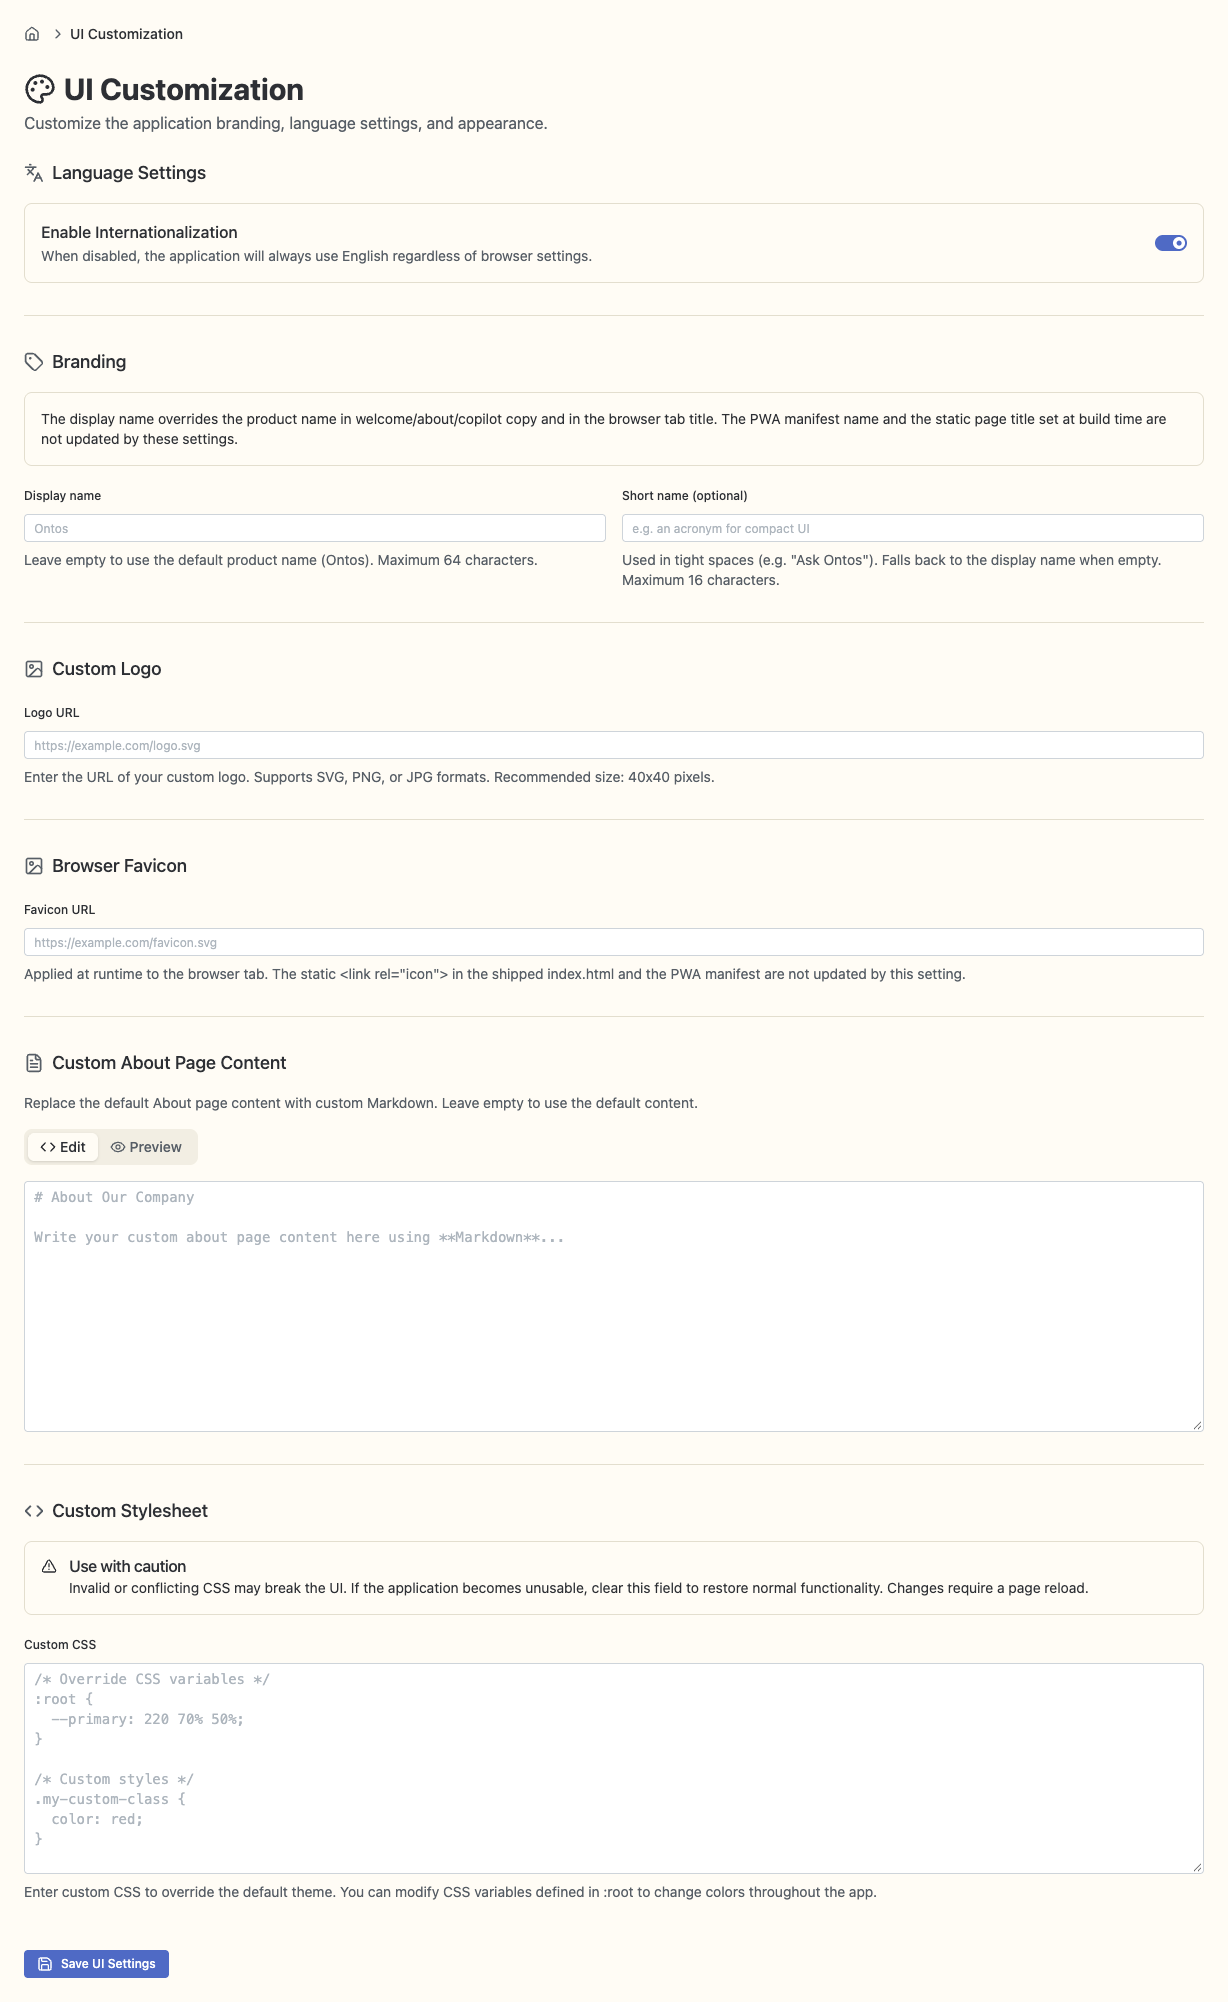 UI Customization
UI Customization
Customize the application branding, language settings, and appearance.
Language Settings
Enable Internationalization
When disabled, the application will always use English regardless of browser settings.
Branding
The display name overrides the product name in welcome/about/copilot copy and in the browser tab title. The PWA manifest name and the static page title set at build time are
not updated by these settings.
Display name
Ontos
Leave empty to use the default product name (Ontos). Maximum 64 characters.
Short name (optional)
e.g. an acronym for compact UI
Used in tight spaces (e.g. "Ask Ontos"). Falls back to the display name when empty.
Maximum 16 characters.
Custom Logo
Logo URL
https://example.com/logo.svg
Enter the URL of your custom logo. Supports SVG, PNG, or JPG formats. Recommended size: 40x40 pixels.
Browser Favicon
Favicon URL
https://example.com/favicon.svg
Applied at runtime to the browser tab. The static <link rel="icon"> in the shipped index.html and the PWA manifest are not updated by this setting.
Custom About Page Content
Replace the default About page content with custom Markdown. Leave empty to use the default content.
Edit
Preview
# About Our Company
Write your custom about page content here using **Markdown**...
Custom Stylesheet
Use with caution
Invalid or conflicting CSS may break the UI. If the application becomes unusable, clear this field to restore normal functionality. Changes require a page reload.
Custom CSS
/* Override CSS variables */
:root {
  --primary: 220 70% 50%;
}
/* Custom styles */
.my-custom-class {
  color: red;
}
Enter custom CSS to override the default theme. You can modify CSS variables defined in :root to change colors throughout the app.
Save UI Settings